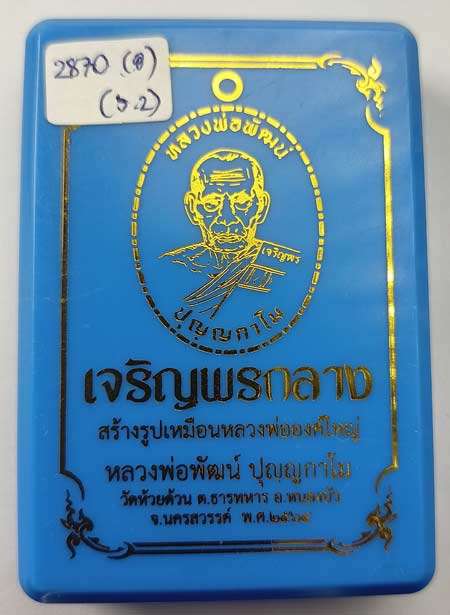 2870 (จ)
(ร.2)
หลวงพ่อพัฒน์
เจริญพร
ปุญฺญกาโม
เจริญพรกลาง
สร้างรูปเหมือนหลวงพ่อองค์ใหญ่
หลวงพ่อพัฒน์ ปุญฺญกาโม
วัดห้วยด้วน ต.ธารทหาร อ.หนองบัว
จ.นครสวรรค์ พ.ศ.๒๕๖๔